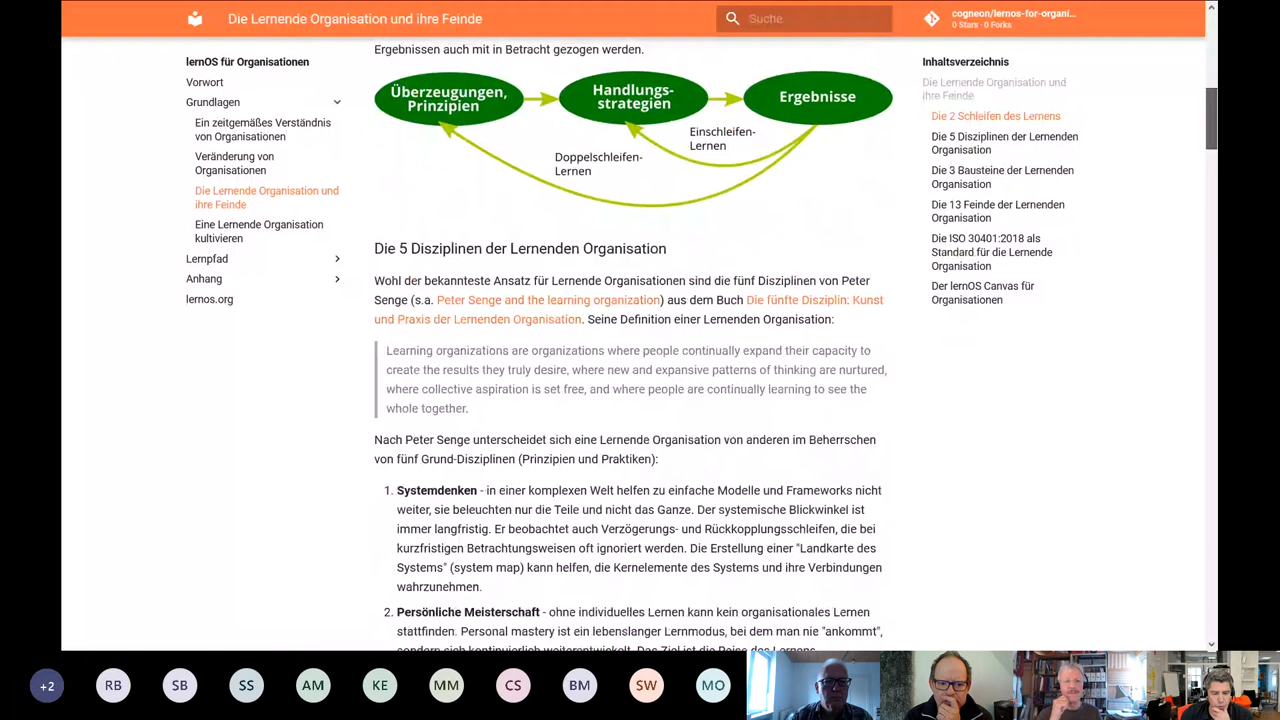 Die Lernende Organisation und ihre Feinde
Suche
cogneon/lernos-for-organi...
0 Stars · 0 Forks
lernOS für Organisationen
Vorwort
Grundlagen
Ein zeitgemäßes Verständnis
von Organisationen
Veränderung von
Organisationen
Die Lernende Organisation und
ihre Feinde
Eine Lernende Organisation
kultivieren
Lernpfad
Anhang
lernos.org
Ergebnissen auch mit in Betracht gezogen werden.
Überzeugungen,
Prinzipien
Handlungs-
strategien
Ergebnisse
Einschleifen-
Lernen
Doppelschleifen-
Lernen
Die 5 Disziplinen der Lernenden Organisation
Wohl der bekannteste Ansatz für Lernende Organisationen sind die fünf Disziplinen von Peter
Senge (s.a. Peter Senge and the learning organization) aus dem Buch Die fünfte Disziplin: Kunst
und Praxis der Lernenden Organisation. Seine Definition einer Lernenden Organisation:
Learning organizations are organizations where people continually expand their capacity to
create the results they truly desire, where new and expansive patterns of thinking are nurtured,
where collective aspiration is set free, and where people are continually learning to see the
whole together.
Nach Peter Senge unterscheidet sich eine Lernende Organisation von anderen im Beherrschen
von fünf Grund-Disziplinen (Prinzipien und Praktiken):
1. Systemdenken - in einer komplexen Welt helfen zu einfache Modelle und Frameworks nicht
weiter, sie beleuchten nur die Teile und nicht das Ganze. Der systemische Blickwinkel ist
immer langfristig. Er beobachtet auch Verzögerungs- und Rückkopplungsschleifen, die bei
kurzfristigen Betrachtungsweisen oft ignoriert werden. Die Erstellung einer "Landkarte des
Systems" (system map) kann helfen, die Kernelemente des Systems und ihre Verbindungen
wahrzunehmen.
2. Persönliche Meisterschaft - ohne individuelles Lernen kann kein organisationales Lernen
stattfinden. Personal mastery ist ein lebenslanger Lernmodus, bei dem man nie "ankommt",
sondern sich kontinuierlich weiterentwickelt. Das Ziel ist die Reise des Lernens
Inhaltsverzeichnis
Die Lernende Organisation und
ihre Feinde
Die 2 Schleifen des Lernens
Die 5 Disziplinen der Lernenden
Organisation
Die 3 Bausteine der Lernenden
Organisation
Die 13 Feinde der Lernenden
Organisation
Die ISO 30401:2018 als
Standard für die Lernende
Organisation
Der lernOS Canvas für
Organisationen
+2
RB
SB
SS
AM
KE
MM
CS
BM
SW
MO